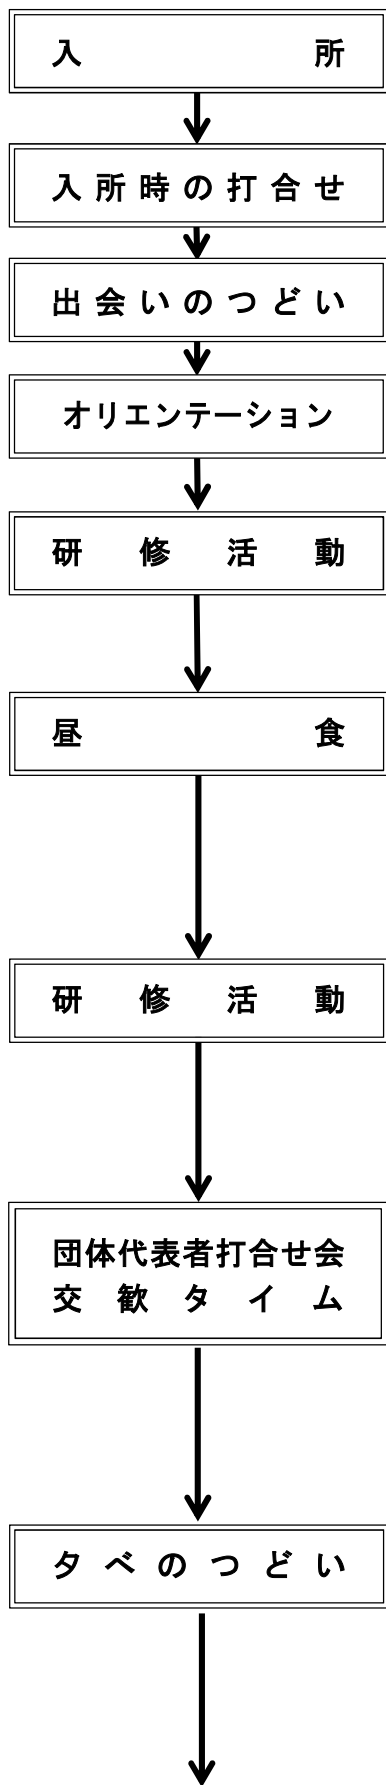 入所
入所時の打合せ
出会いのつどい
オリエンテーション
研修活動
昼食
研修活動
団体代表者打合せ会
交歓タイム
夕べのつどい